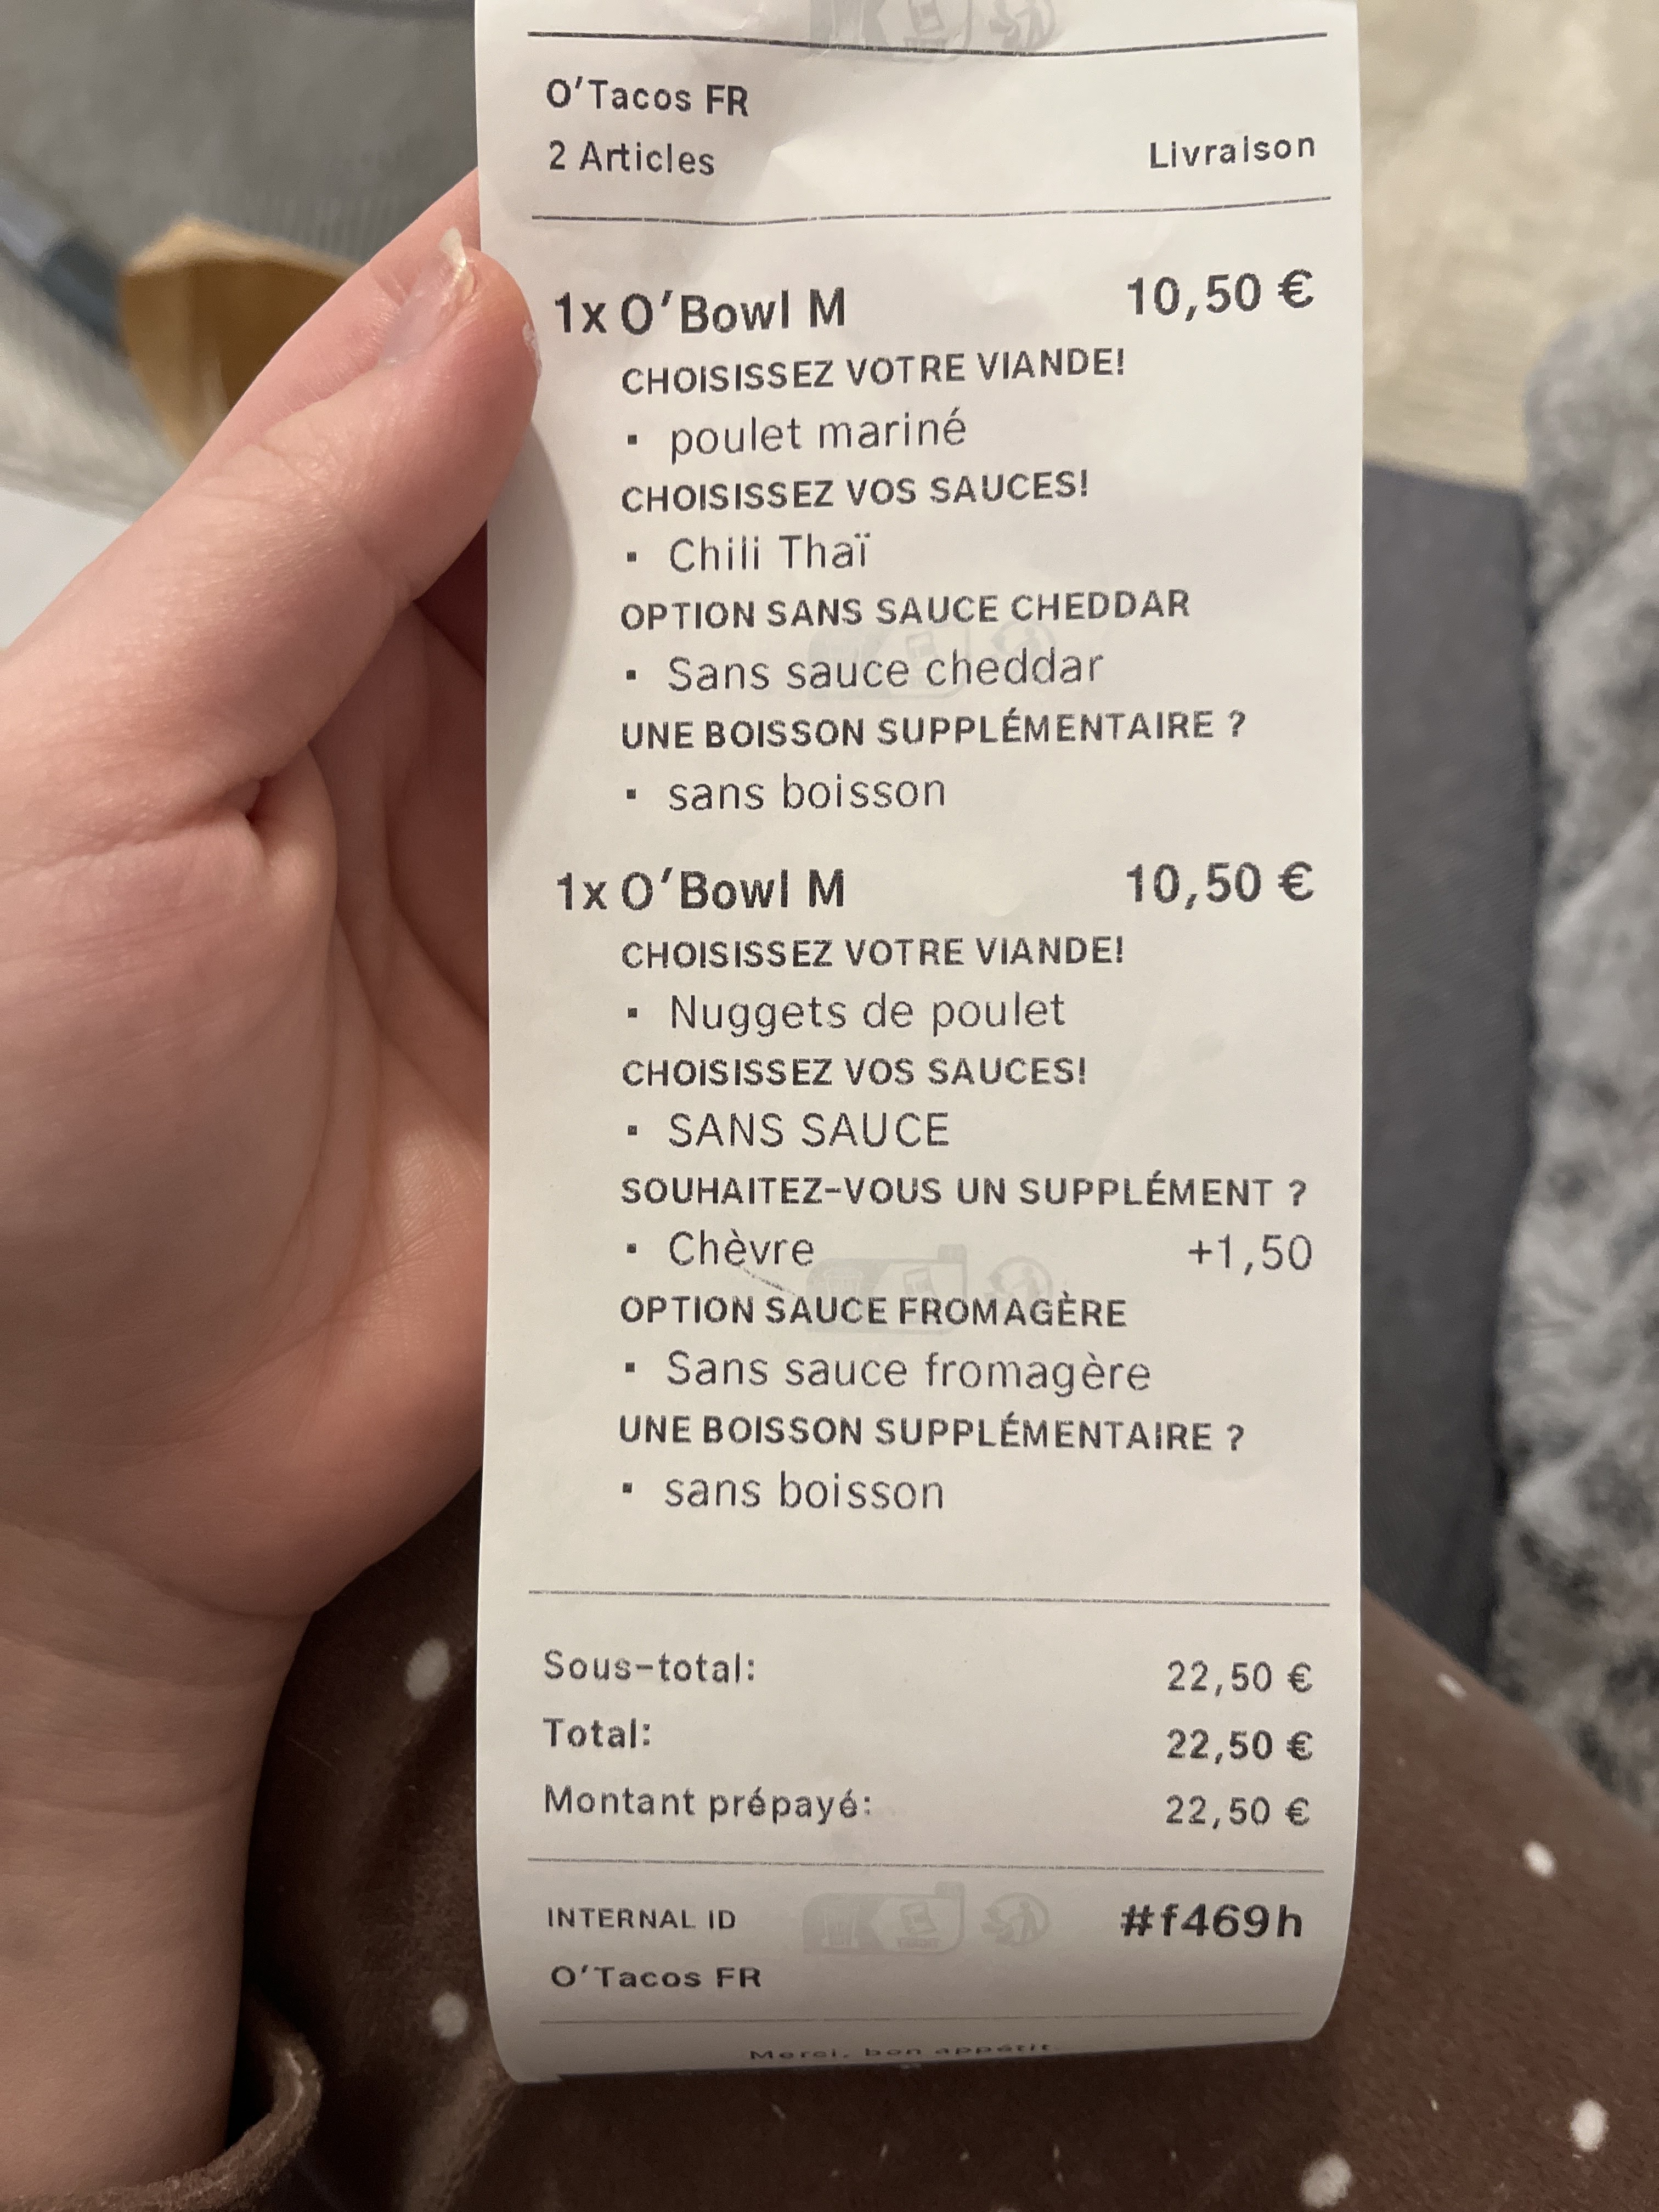 O'Tacos FR
2 Articles Livraison
1x O'Bowl M 10,50 €
CHOISISSEZ VOTRE VIANDE!
▪ poulet mariné
CHOISISSEZ VOS SAUCES!
▪ Chili Thaï
OPTION SANS SAUCE CHEDDAR
▪ Sans sauce cheddar
UNE BOISSON SUPPLÉMENTAIRE ?
▪ sans boisson
1x O'Bowl M 10,50 €
CHOISISSEZ VOTRE VIANDE!
▪ Nuggets de poulet
CHOISISSEZ VOS SAUCES!
▪ SANS SAUCE
SOUHAITEZ-VOUS UN SUPPLÉMENT ?
▪ Chèvre +1,50
OPTION SAUCE FROMAGÈRE
▪ Sans sauce fromagère
UNE BOISSON SUPPLÉMENTAIRE ?
▪ sans boisson
Sous-total: 22,50 €
Total: 22,50 €
Montant prépayé: 22,50 €
INTERNAL ID #f469h
O'Tacos FR
Merci, bon appétit